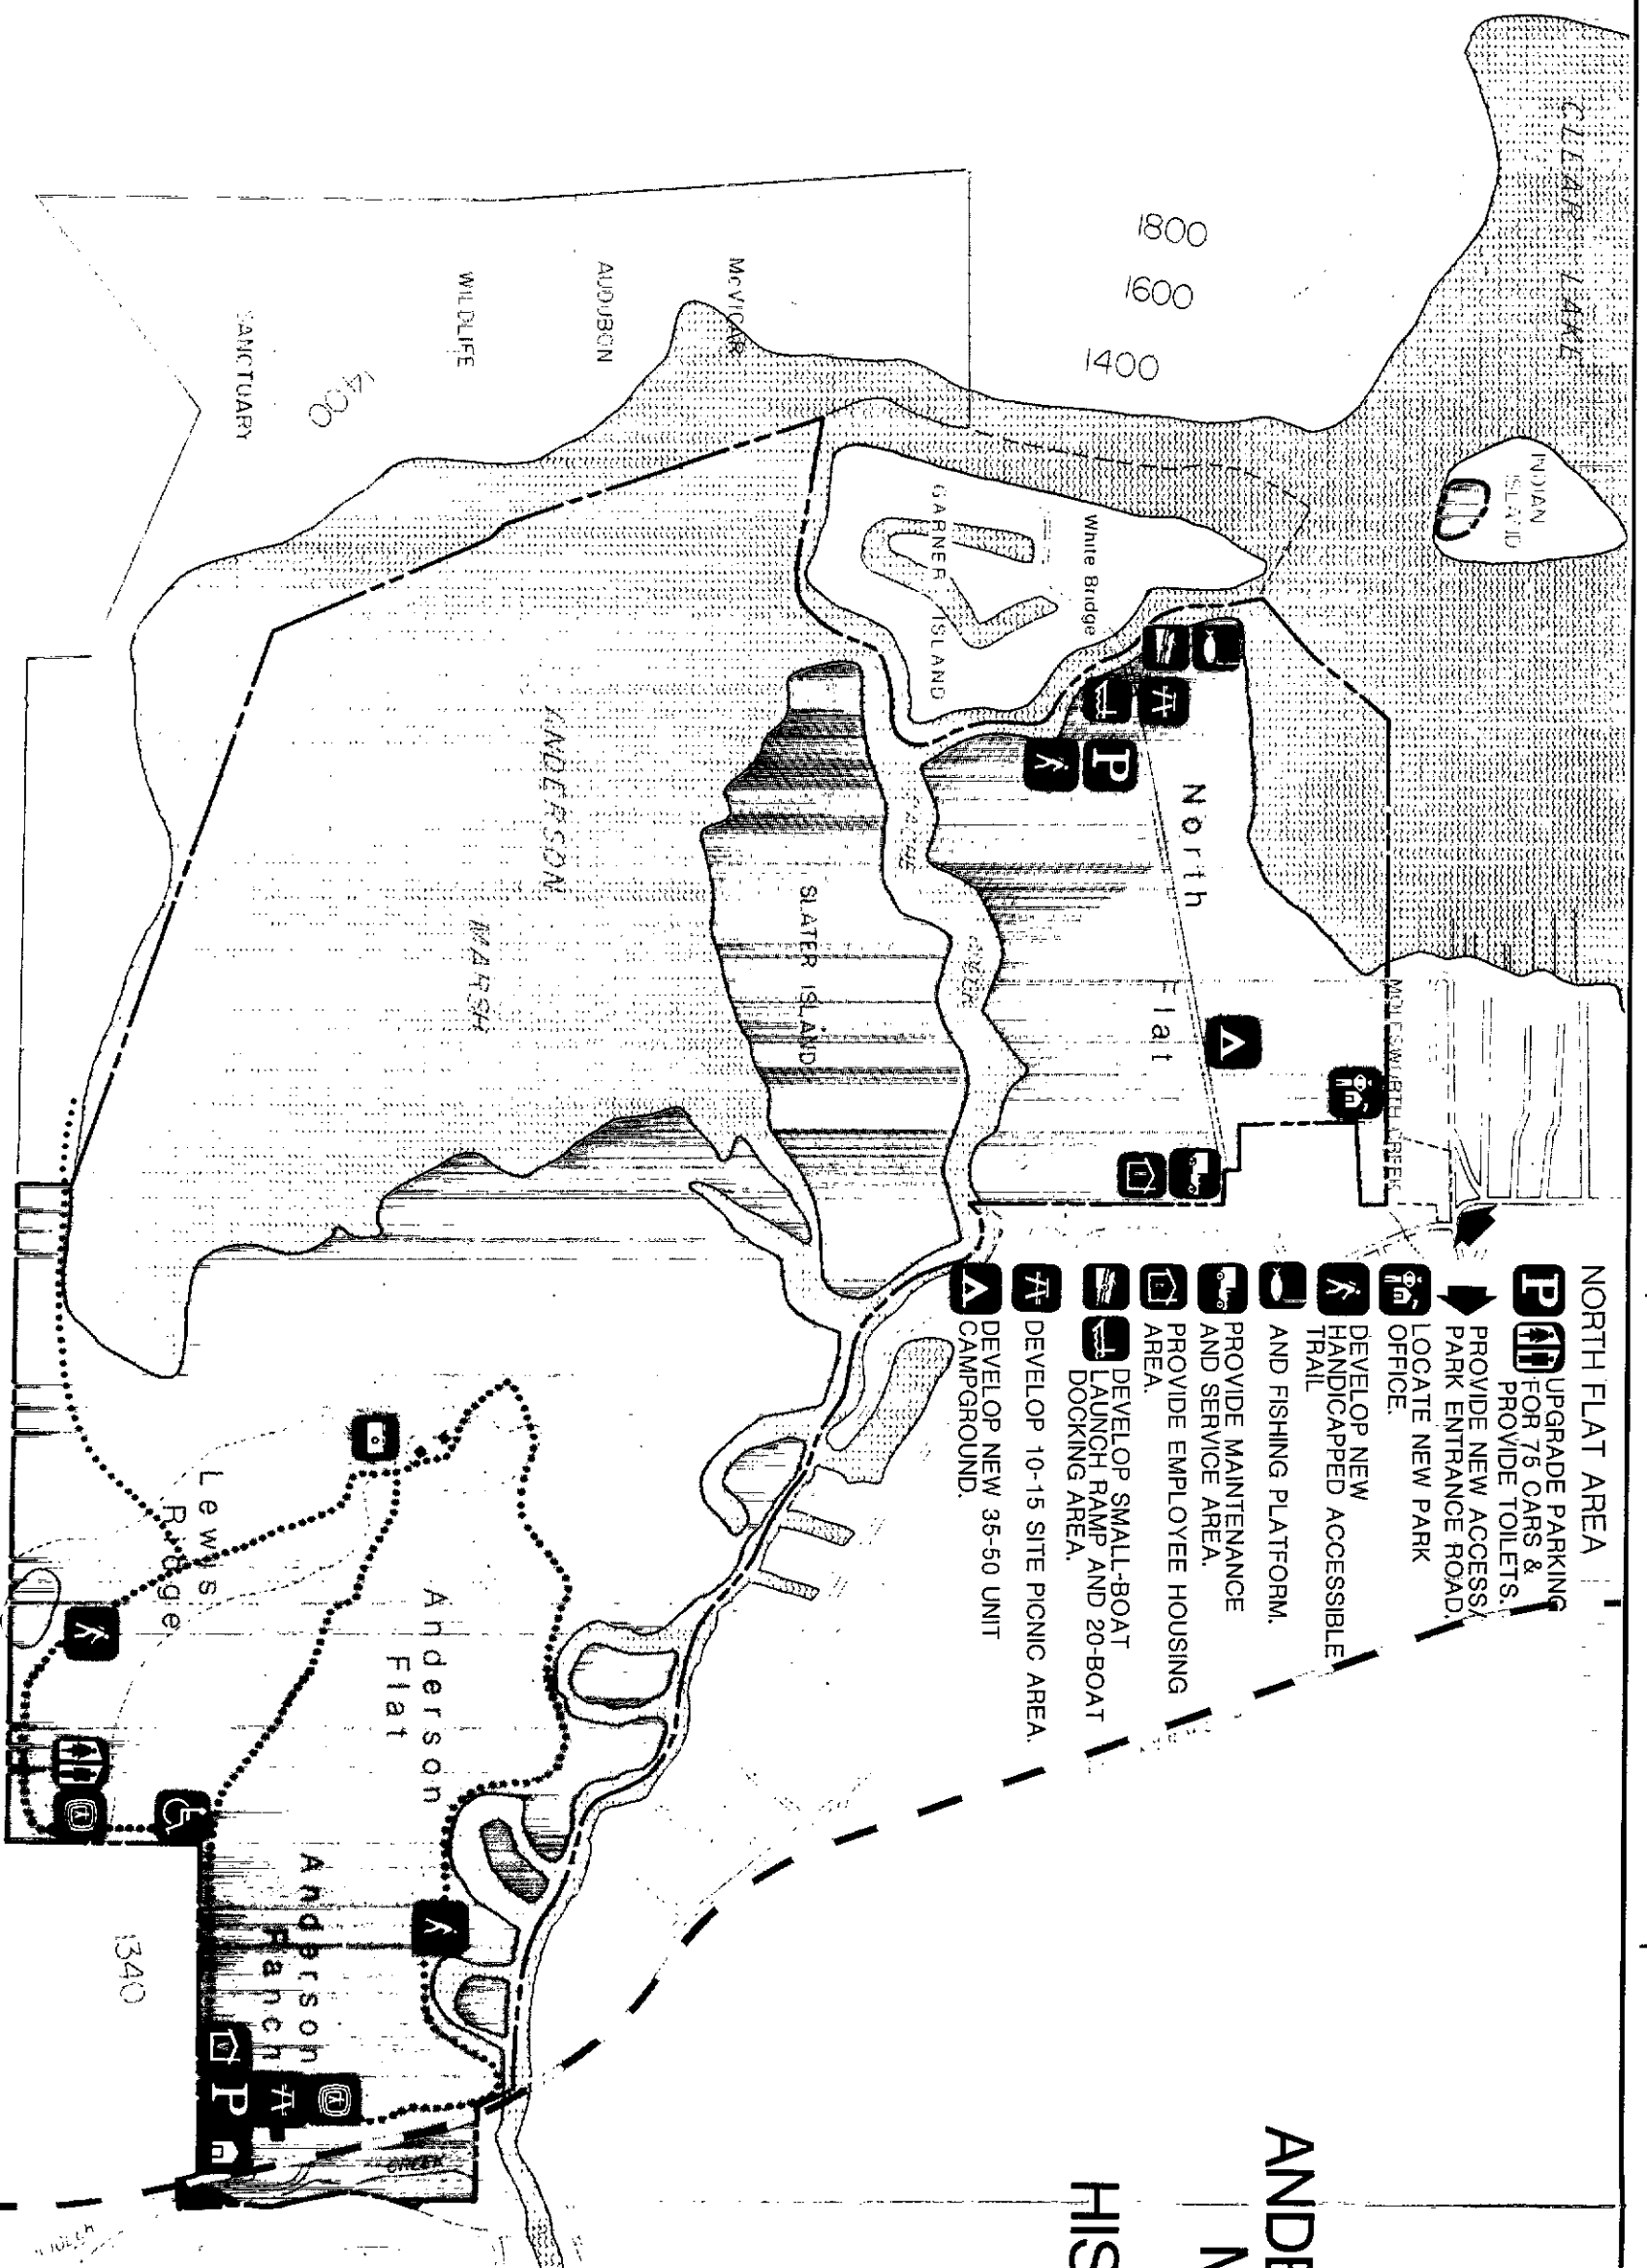 NORTH FLAT AREA
P
UPGRADE PARKING
FOR 75 CARS &
PROVIDE TOILETS.
PROVIDE NEW ACCESS/
PARK ENTRANCE ROAD.
LOCATE NEW PARK
OFFICE.
DEVELOP NEW
HANDICAPPED ACCESSIBLE
TRAIL
AND FISHING PLATFORM.
PROVIDE MAINTENANCE
AND SERVICE AREA.
PROVIDE EMPLOYEE HOUSING
AREA.
DEVELOP SMALL-BOAT
LAUNCH RAMP AND 20-BOAT
DOCKING AREA.
DEVELOP 10-15 SITE PICNIC AREA.
DEVELOP NEW 35-50 UNIT
CAMPGROUND.
CLEAR LAKE
INDIAN
ISLAND
MOLESWORTH CREEK
1800
1600
1400
McVICAR
AUDUBON
WILDLIFE
SANCTUARY
1400
White Bridge
GARNER ISLAND
North
Flat
P
CACHE
CREEK
SLATER ISLAND
ANDERSON
MARSH
Lewis
Ridge
Anderson
Flat
Anderson
Ranch
P
1340
CREEK
ANDE
HIS